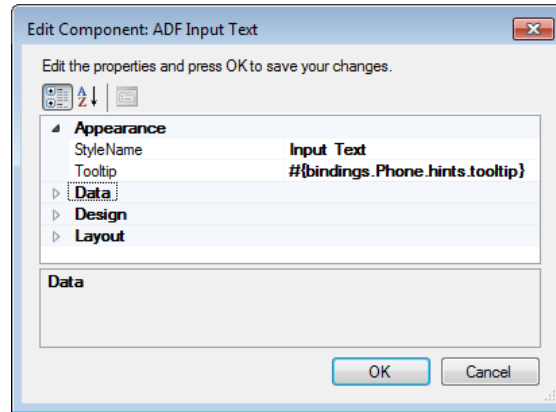 Edit Component: ADF Input Text
Edit the properties and press OK to save your changes.
Appearance
StyleName Input Text
Tooltip #{bindings.Phone.hints.tooltip}
Data
Design
Layout
Data
OK Cancel